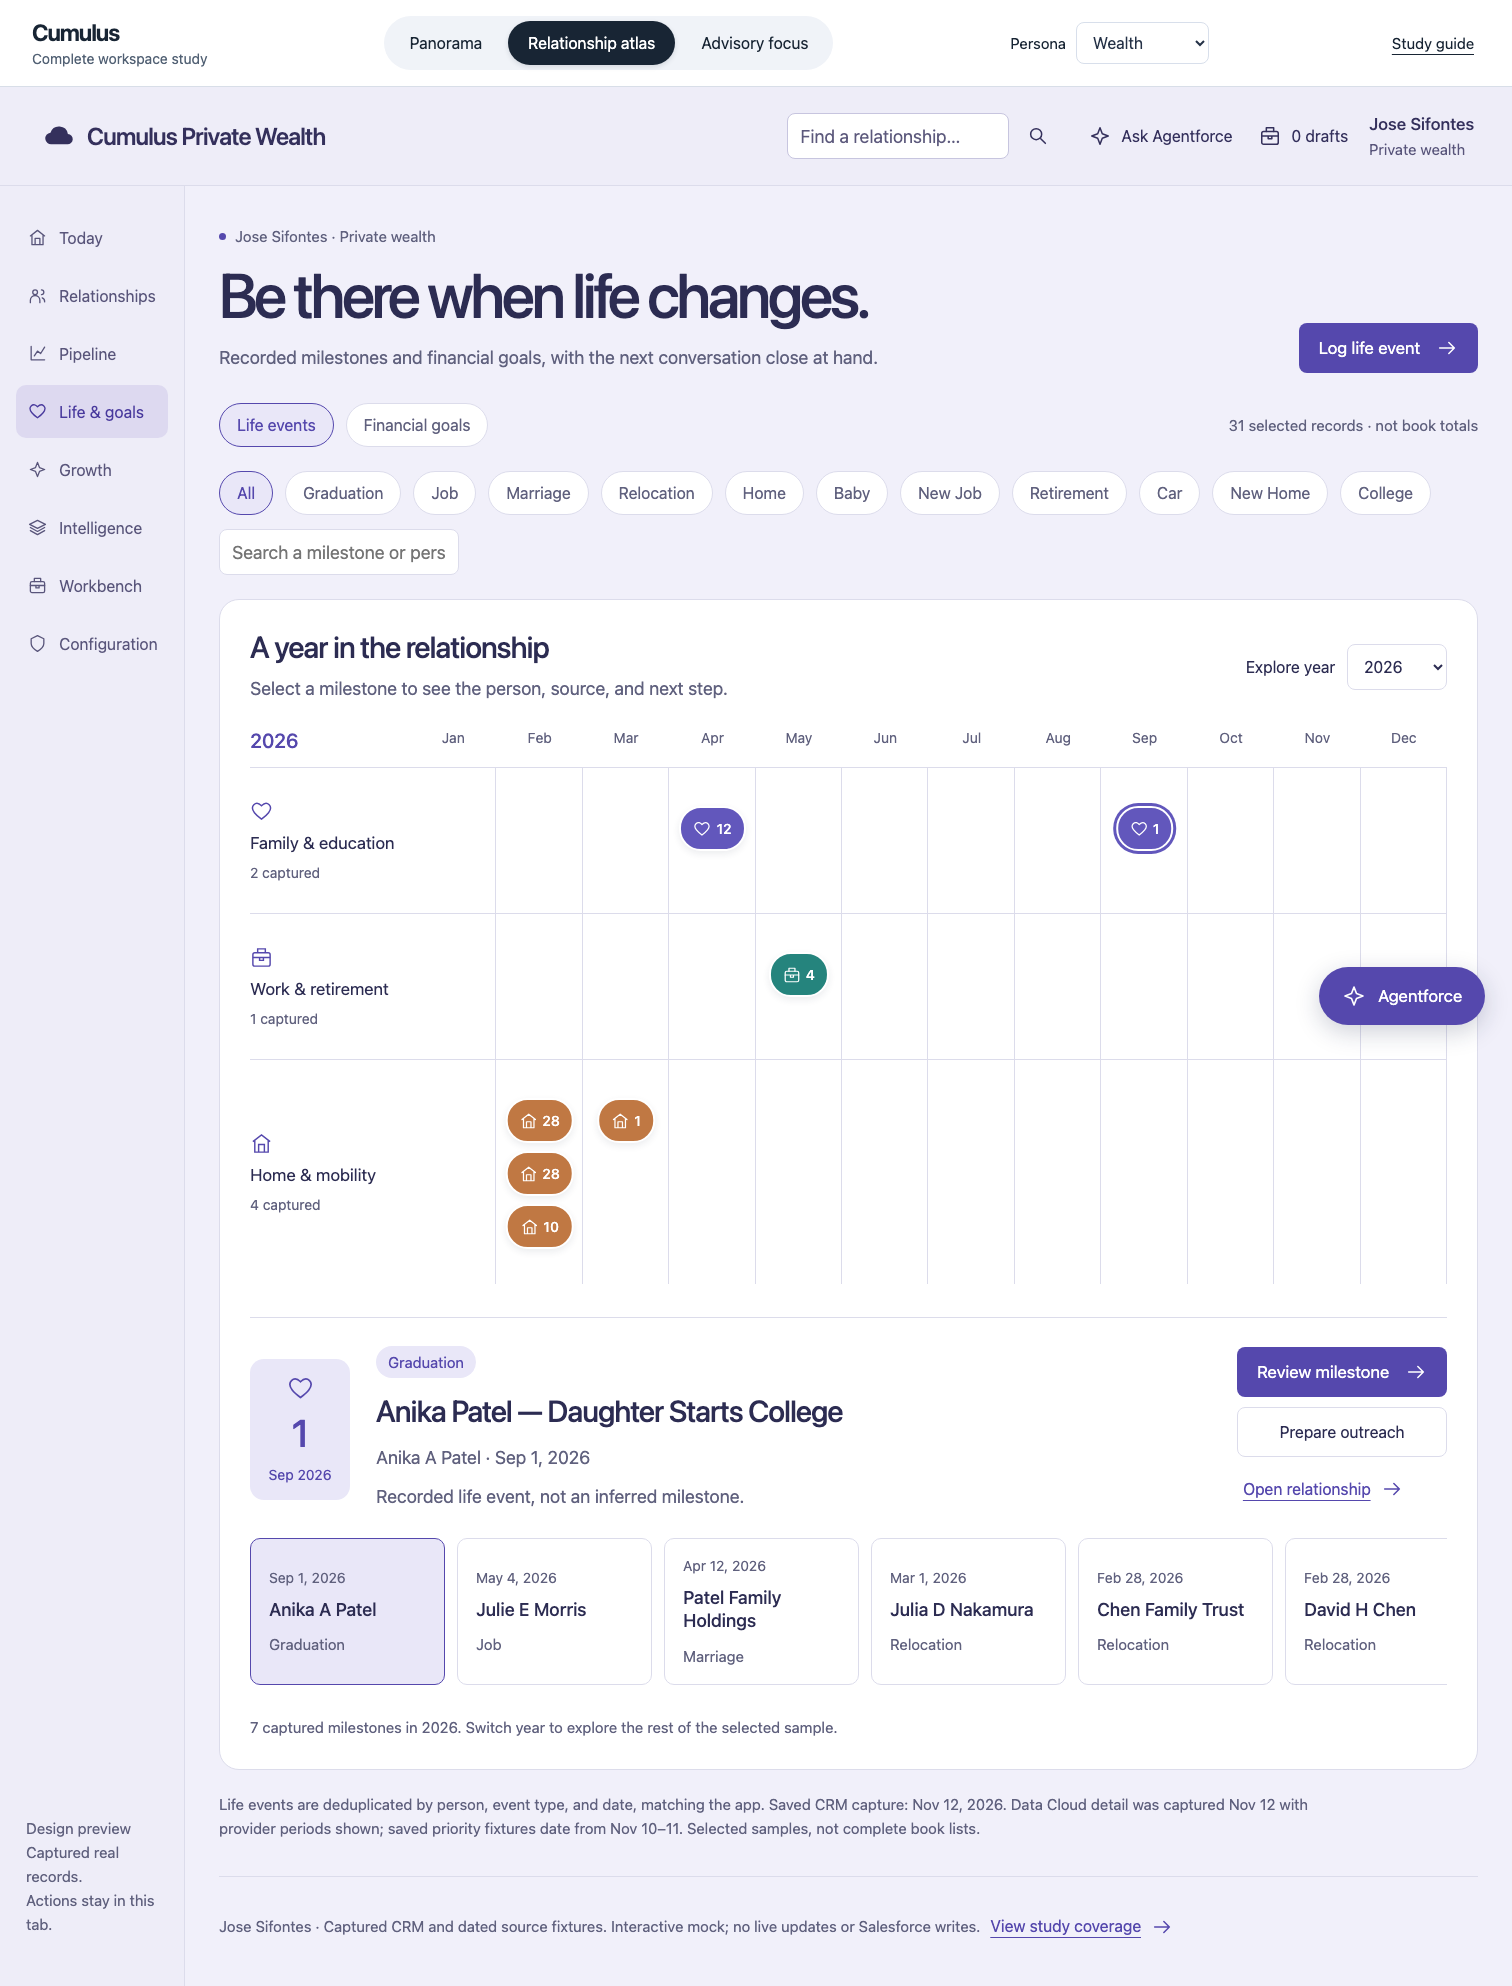 Cumulus
Complete workspace study
Panorama
Relationship atlas
Advisory focus
Persona
Wealth
Study guide
Cumulus Private Wealth
Find a relationship...
Ask Agentforce
0 drafts
Jose Sifontes
Private wealth
Today
Relationships
Pipeline
Life & goals
Growth
Intelligence
Workbench
Configuration
Jose Sifontes · Private wealth
Be there when life changes.
Recorded milestones and financial goals, with the next conversation close at hand.
Log life event
Life events
Financial goals
31 selected records · not book totals
All
Graduation
Job
Marriage
Relocation
Home
Baby
New Job
Retirement
Car
New Home
College
Search a milestone or pers
A year in the relationship
Select a milestone to see the person, source, and next step.
Explore year
2026
2026
Jan
Feb
Mar
Apr
May
Jun
Jul
Aug
Sep
Oct
Nov
Dec
Family & education
2 captured
12
1
Work & retirement
1 captured
4
Agentforce
Home & mobility
4 captured
28
1
28
10
1
Sep 2026
Graduation
Anika Patel — Daughter Starts College
Anika A Patel · Sep 1, 2026
Recorded life event, not an inferred milestone.
Review milestone
Prepare outreach
Open relationship
Sep 1, 2026
Anika A Patel
Graduation
May 4, 2026
Julie E Morris
Job
Apr 12, 2026
Patel Family
Holdings
Marriage
Mar 1, 2026
Julia D Nakamura
Relocation
Feb 28, 2026
Chen Family Trust
Relocation
Feb 28, 2026
David H Chen
Relocation
7 captured milestones in 2026. Switch year to explore the rest of the selected sample.
Life events are deduplicated by person, event type, and date, matching the app. Saved CRM capture: Nov 12, 2026. Data Cloud detail was captured Nov 12 with
provider periods shown; saved priority fixtures date from Nov 10–11. Selected samples, not complete book lists.
Design preview
Captured real
records.
Actions stay in this
tab.
Jose Sifontes · Captured CRM and dated source fixtures. Interactive mock; no live updates or Salesforce writes.
View study coverage